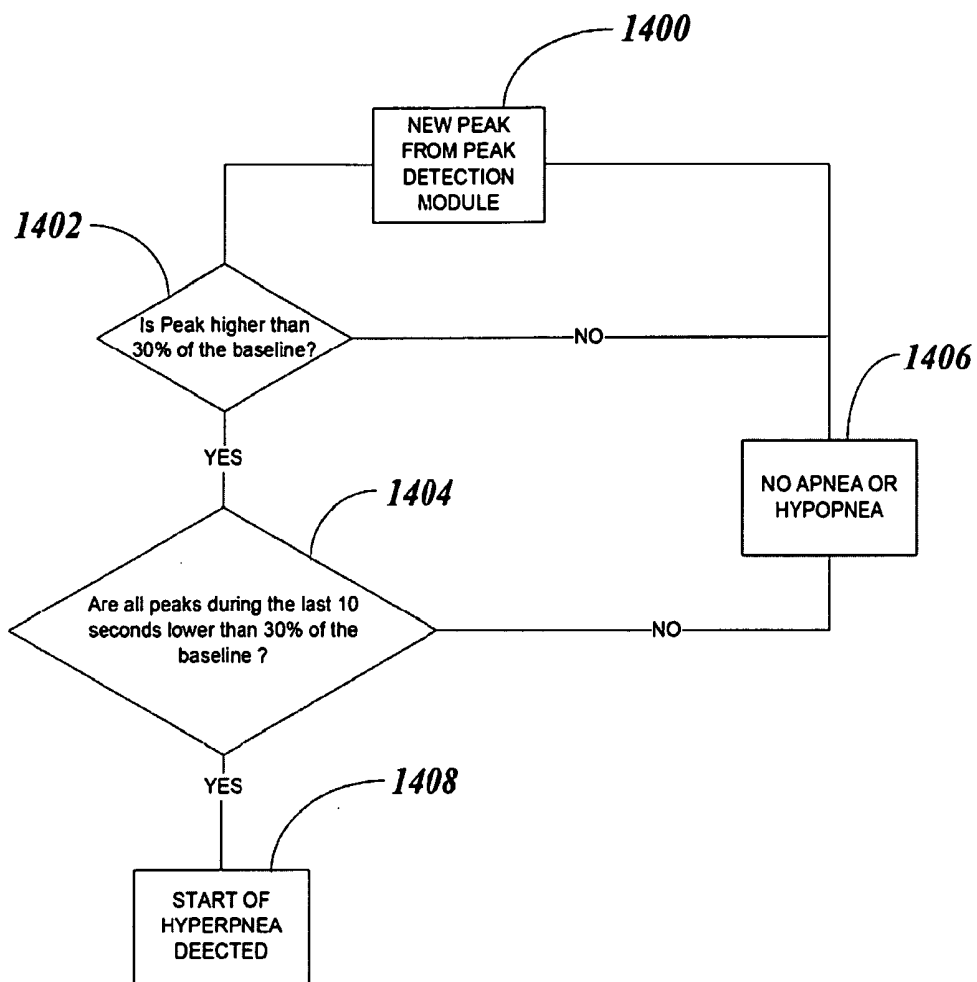 1400
NEW PEAK
FROM PEAK
DETECTION
MODULE
1402
Is Peak higher than
30% of the baseline?
NO
1406
YES
NO APNEA OR
HYPOPNEA
1404
Are all peaks during the last 10
seconds lower than 30% of the
baseline ?
NO
YES
1408
START OF
HYPERPNEA
DEECTED